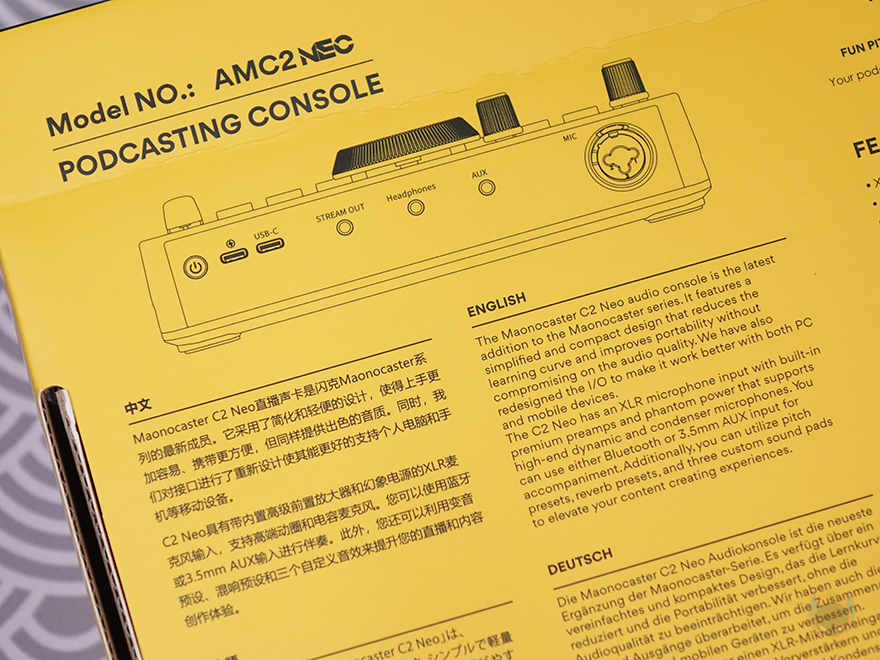 Model NO.: AMC2 NEO
PODCASTING CONSOLE
FUN PIT
Your pod
FE
STREAM OUT
Headphones
AUX
MIC
USB-C
中文
Maonocaster C2 Neo直播声卡是闪克Maonocaster系
列的最新成员。它采用了简化和轻便的设计，使得上手更
加容易、携带更方便，但同样提供出色的音质。同时，我
们对接口进行了重新设计使其能更好的支持个人电脑和手
机等移动设备。
C2 Neo具有带内置高级前置放大器和幻象电源的XLR麦
克风输入，支持高端动圈和电容麦克风。您可以使用蓝牙
或3.5mm AUX输入进行伴奏。此外，您还可以利用变音
预设、混响预设和三个自定义音效来提升您的直播和内容
创作体验。
ENGLISH
The Maonocaster C2 Neo audio console is the latest
addition to the Maonocaster series. It features a
simplified and compact design that reduces the
learning curve and improves portability without
compromising on the audio quality. We have also
redesigned the I/O to make it work better with both PC
and mobile devices.
The C2 Neo has an XLR microphone input with built-in
premium preamps and phantom power that supports
high-end dynamic and condenser microphones. You
can use either Bluetooth or 3.5mm AUX input for
accompaniment. Additionally, you can utilize pitch
presets, reverb presets, and three custom sound pads
to elevate your content creating experiences.
DEUTSCH
Die Maonocaster C2 Neo Audiokonsole ist die neueste
Ergänzung der Maonocaster-Serie. Es verfügt über ein
vereinfachtes und kompaktes Design, das die Lernkurv
reduziert und die Portabilität verbessert, ohne die
Audioqualität zu beeinträchtigen. Wir haben auch die
und Ausgänge überarbeitet, um die Zusammen
mobilen Geräten zu verbessern.
einen XLR-Mikrofoneinga
Vorverstärkern und
ocaster C2 Neo」は、
シンプルで軽量